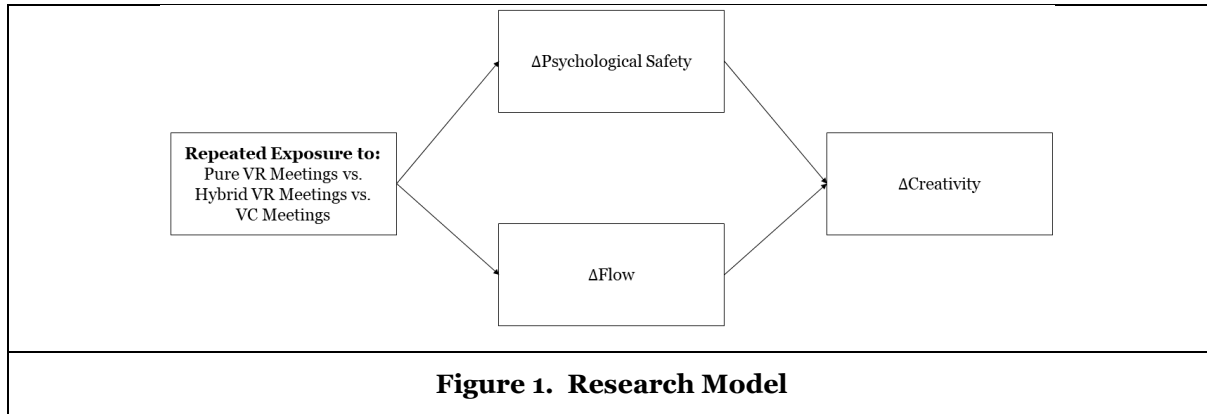 ΔPsychological Safety
Repeated Exposure to:
Pure VR Meetings vs.
Hybrid VR Meetings vs.
VC Meetings
ΔCreativity
ΔFlow
Figure 1. Research Model